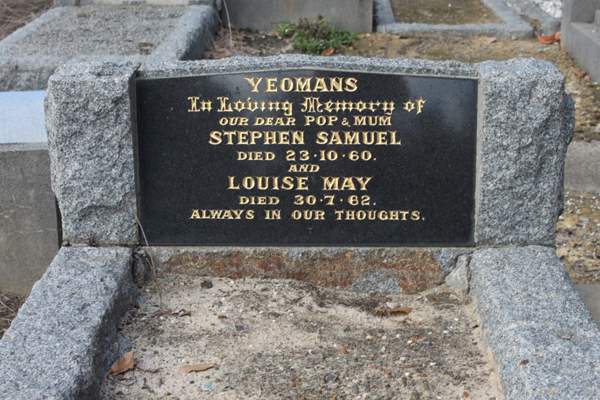 YEOMANS
In Loving Memory of
OUR DEAR POP & MUM
STEPHEN SAMUEL
DIED 23·10·60.
AND
LOUISE MAY
DIED 30·7·62.
ALWAYS IN OUR THOUGHTS.